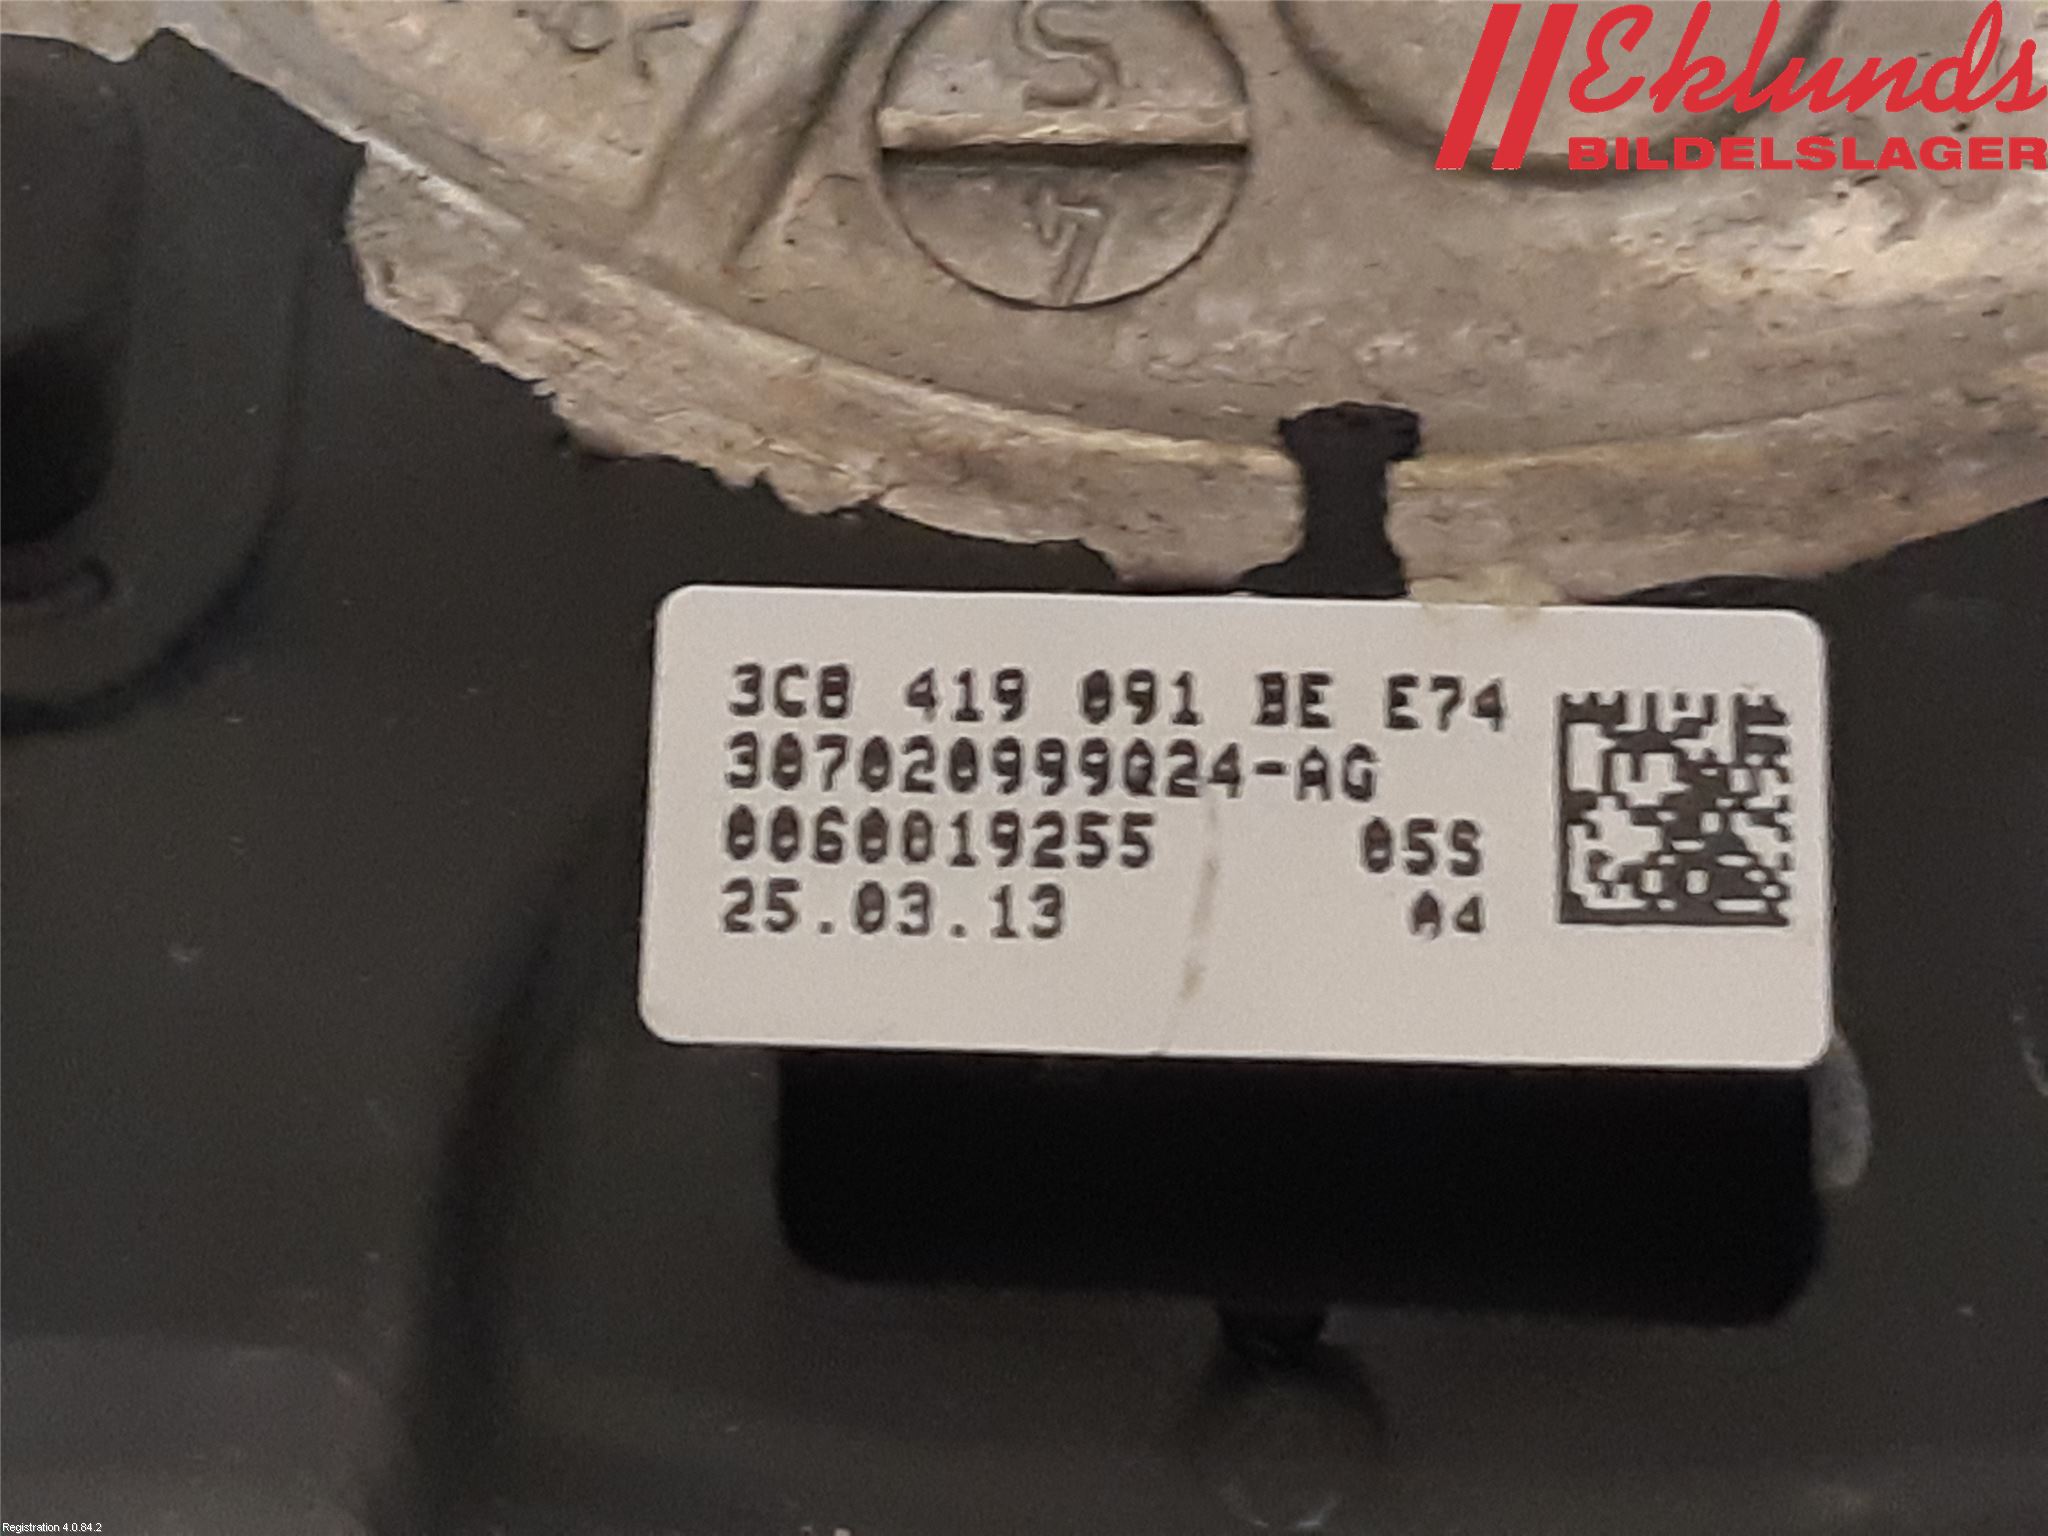 Eklunds
BILDELSLAGER
S
4
3C8 419 091 BE E74
307020999Q24-AG
0060019255 05S
25.03.13 A4
Registration 4.0.84.2